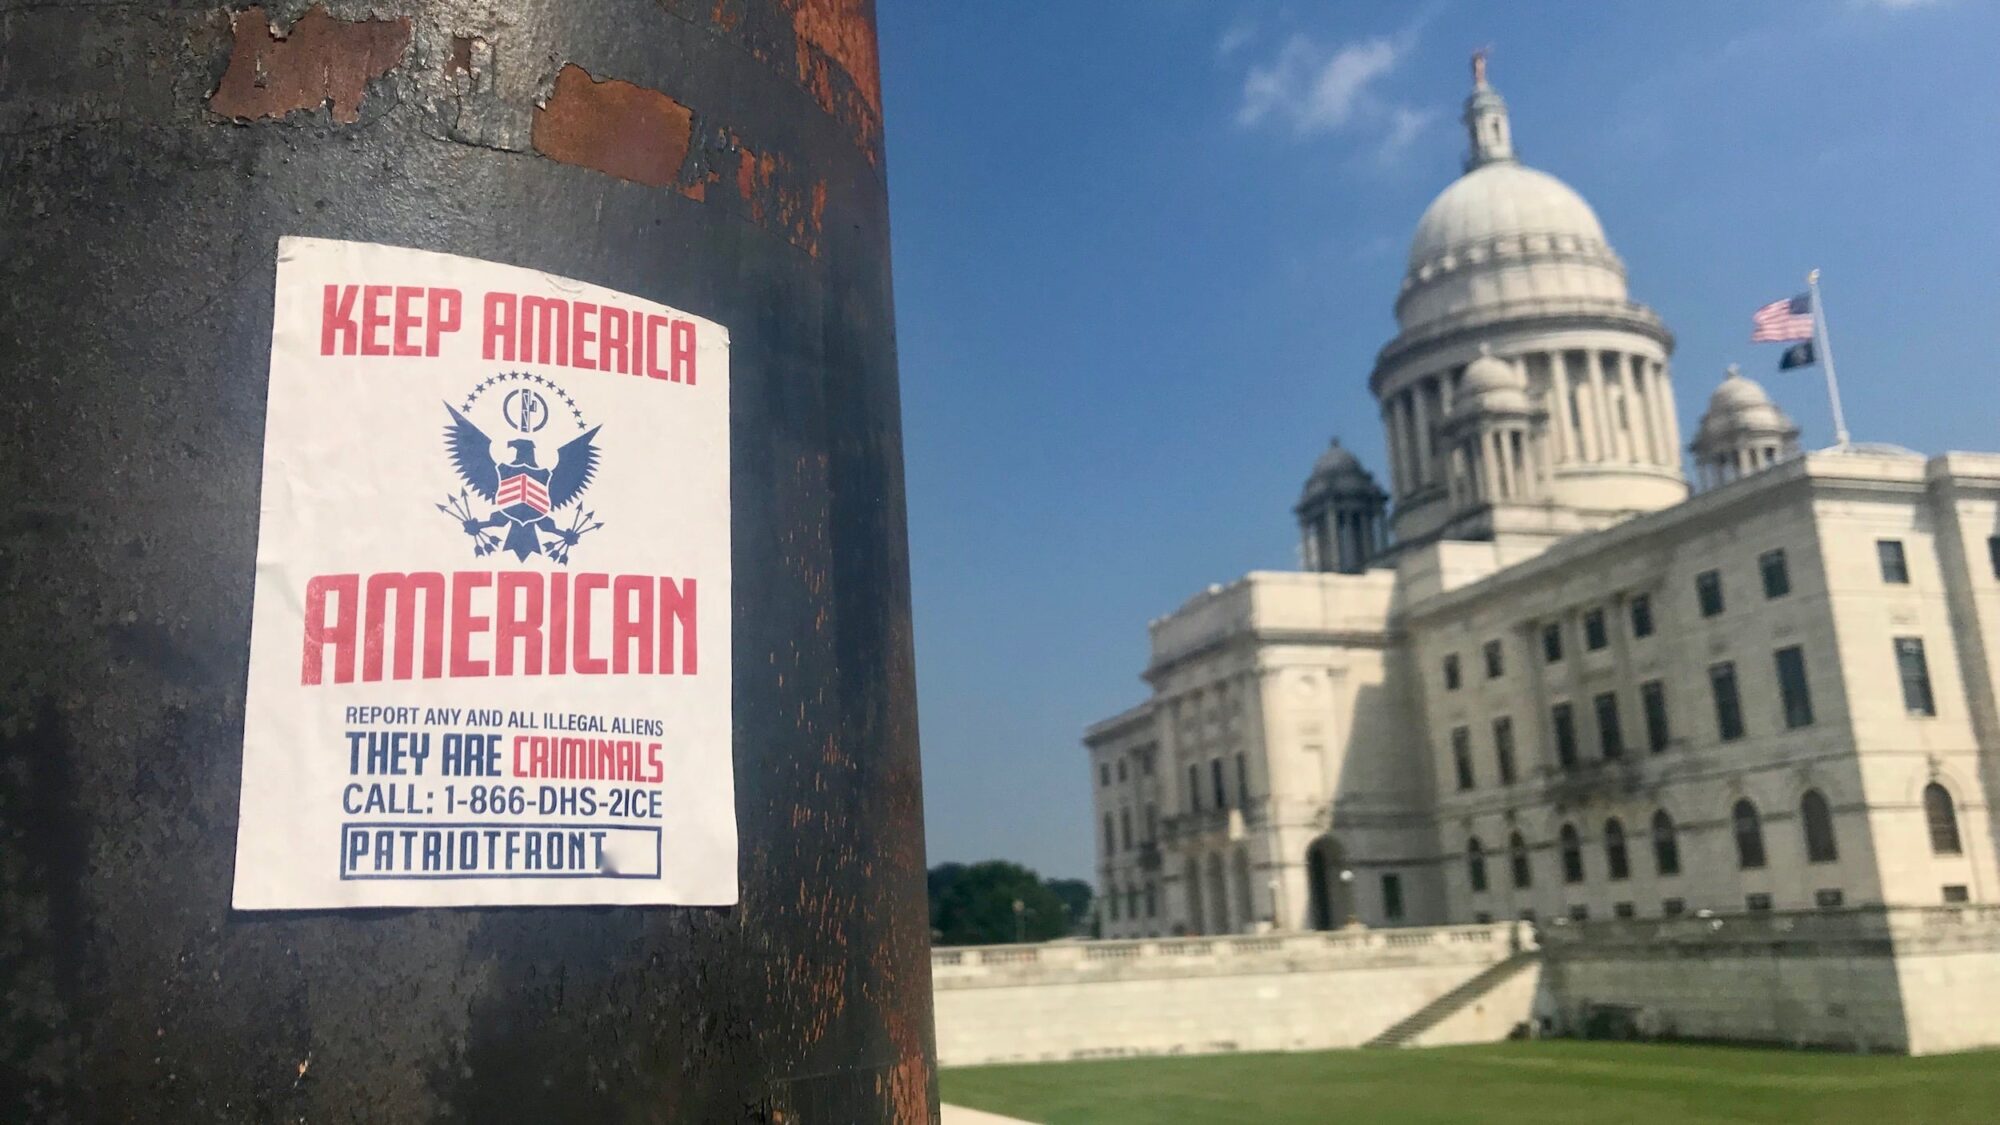 KEEP AMERICA
AMERICAN
REPORT ANY AND ALL ILLEGAL ALIENS
THEY ARE CRIMINALS
CALL: 1-866-DHS-2ICE
PATRIOTFRONT